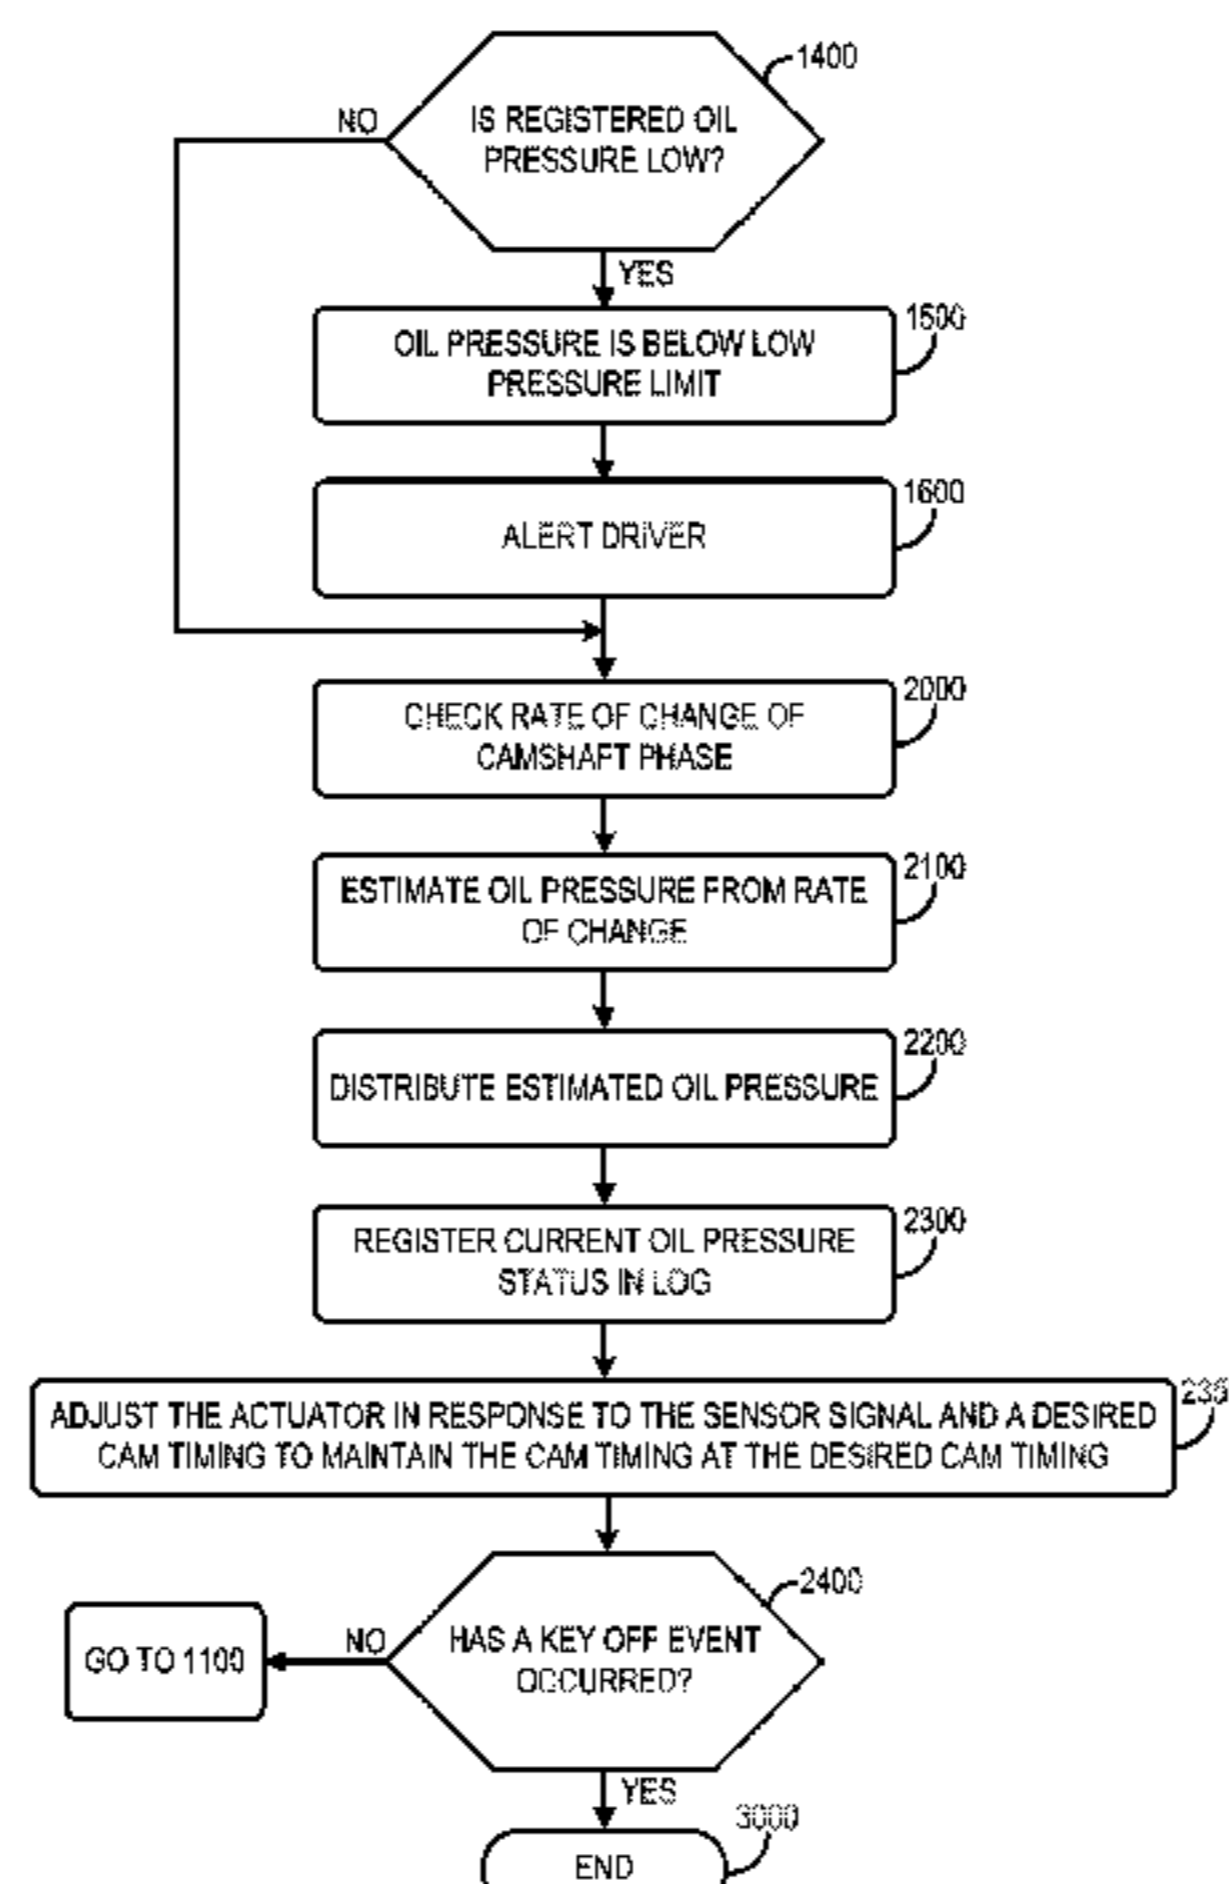 1400
NO
IS REGISTERED OIL
PRESSURE LOW?
YES
1500
OIL PRESSURE IS BELOW LOW
PRESSURE LIMIT
1600
ALERT DRIVER
2000
CHECK RATE OF CHANGE OF
CAMSHAFT PHASE
2100
ESTIMATE OIL PRESSURE FROM RATE
OF CHANGE
2200
DISTRIBUTE ESTIMATED OIL PRESSURE
2300
REGISTER CURRENT OIL PRESSURE
STATUS IN LOG
235
ADJUST THE ACTUATOR IN RESPONSE TO THE SENSOR SIGNAL AND A DESIRED
CAM TIMING TO MAINTAIN THE CAM TIMING AT THE DESIRED CAM TIMING
2400
HAS A KEY OFF EVENT
OCCURRED?
NO
GO TO 1100
YES
3000
END